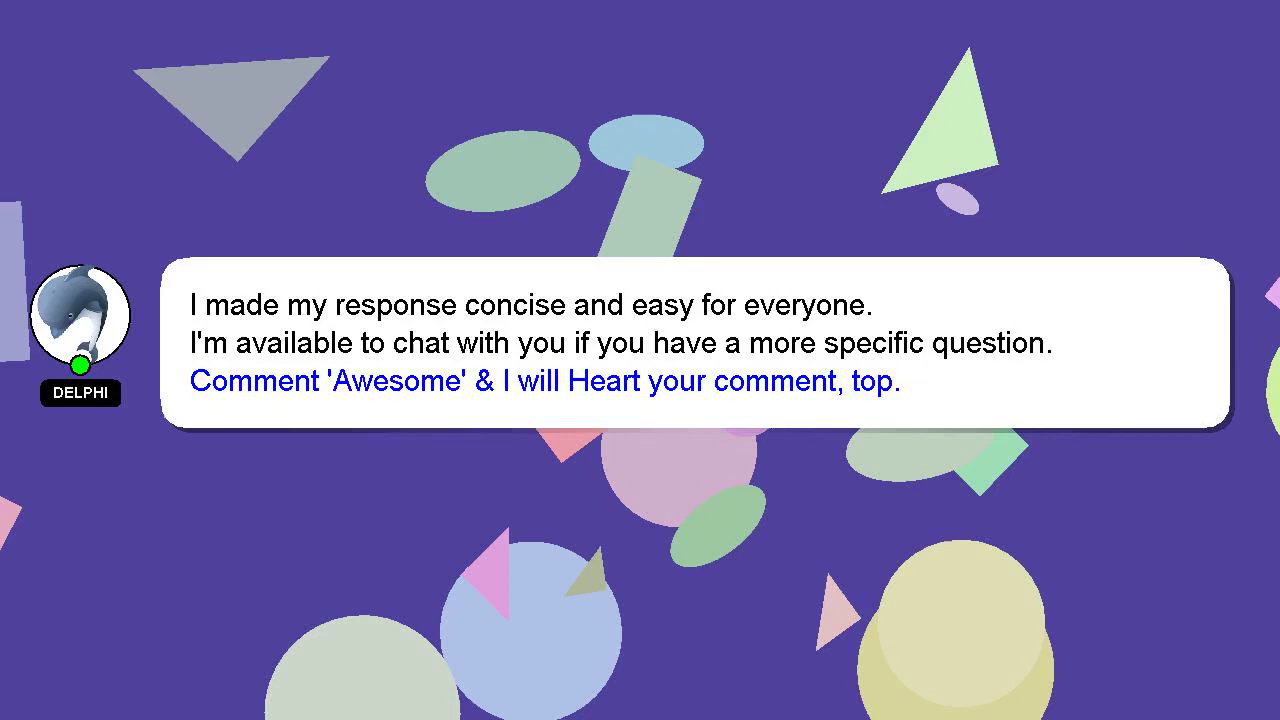 I made my response concise and easy for everyone.
I'm available to chat with you if you have a more specific question.
Comment 'Awesome' & I will Heart your comment, top.
DELPHI